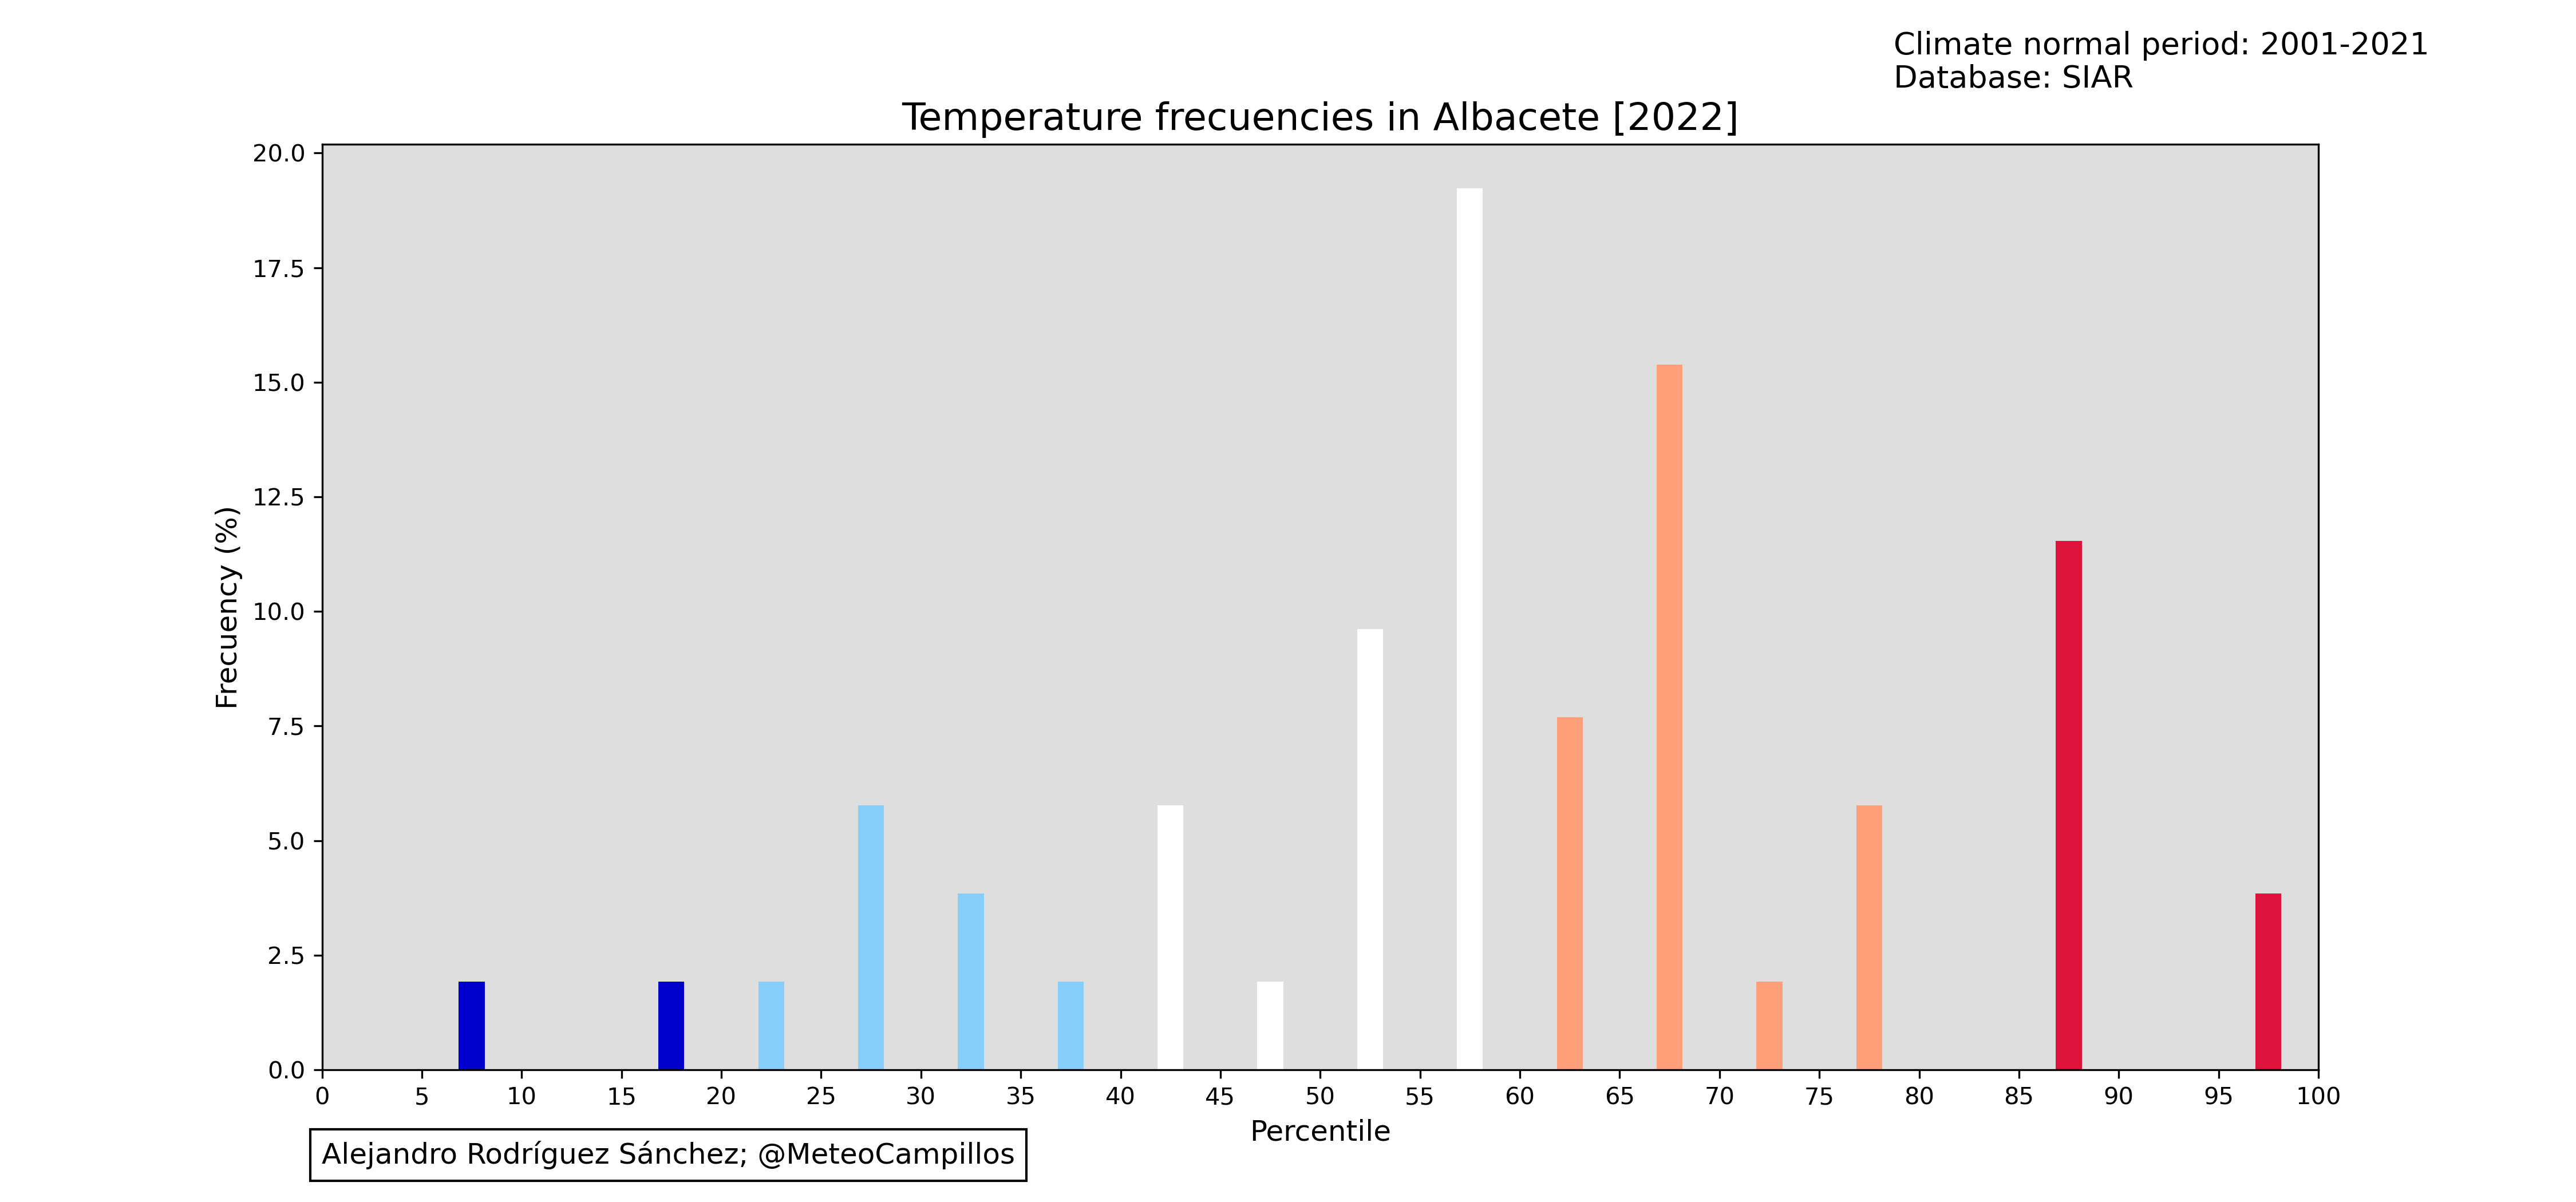 Climate normal period: 2001-2021
Database: SIAR
Temperature frecuencies in Albacete [2022]
20.0
17.5
15.0
12.5
10.0
7.5
5.0
2.5
0.0
Frecuency (%)
0 5 10 15 20 25 30 35 40 45 50 55 60 65 70 75 80 85 90 95 100
Percentile
Alejandro Rodríguez Sánchez; @MeteoCampillos